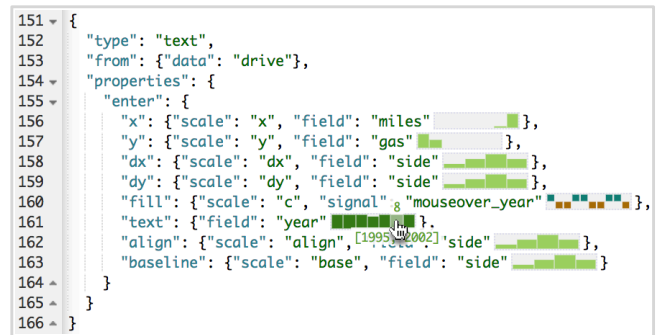 151 {
152 "type": "text",
153 "from": {"data": "drive"},
154 "properties": {
155 "enter": {
156 "x": {"scale": "x", "field": "miles" },
157 "y": {"scale": "y", "field": "gas" },
158 "dx": {"scale": "dx", "field": "side" },
159 "dy": {"scale": "dy", "field": "side" },
160 "fill": {"scale": "c", "signal" "mouseover_year" },
8
161 "text": {"field": "year" }.
[1995, 2002]
162 "align": {"scale": "align", "side" },
163 "baseline": {"scale": "base", "field": "side" }
164 }
165 }
166 }